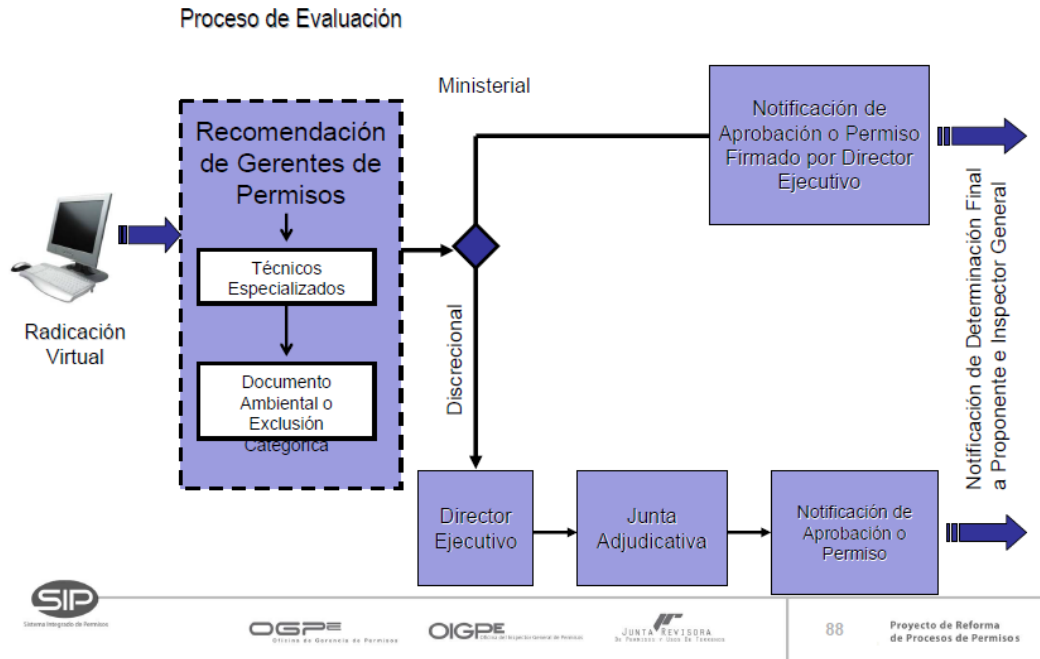 Proceso de Evaluación
Ministerial
Recomendación
de Gerentes de
Permisos
Técnicos
Especializados
Documento
Ambiental o
Exclusión
Categórica
Radicación
Virtual
Discrecional
Notificación de
Aprobación o Permiso
Firmado por Director
Ejecutivo
Director
Ejecutivo
Junta
Adjudicativa
Notificación de
Aprobación o
Permiso
Notificación de Determinación Final
a Proponente e Inspector General
SIP
Sistema Integrado de Permisos
OGPe
Oficina de Gerencia de Permisos
OIGPE
Oficina del Inspector General de Permisos
JUNTA REVISORA
DE PERMISOS Y USOS DE TERRENOS
88
Proyecto de Reforma
de Procesos de Permisos